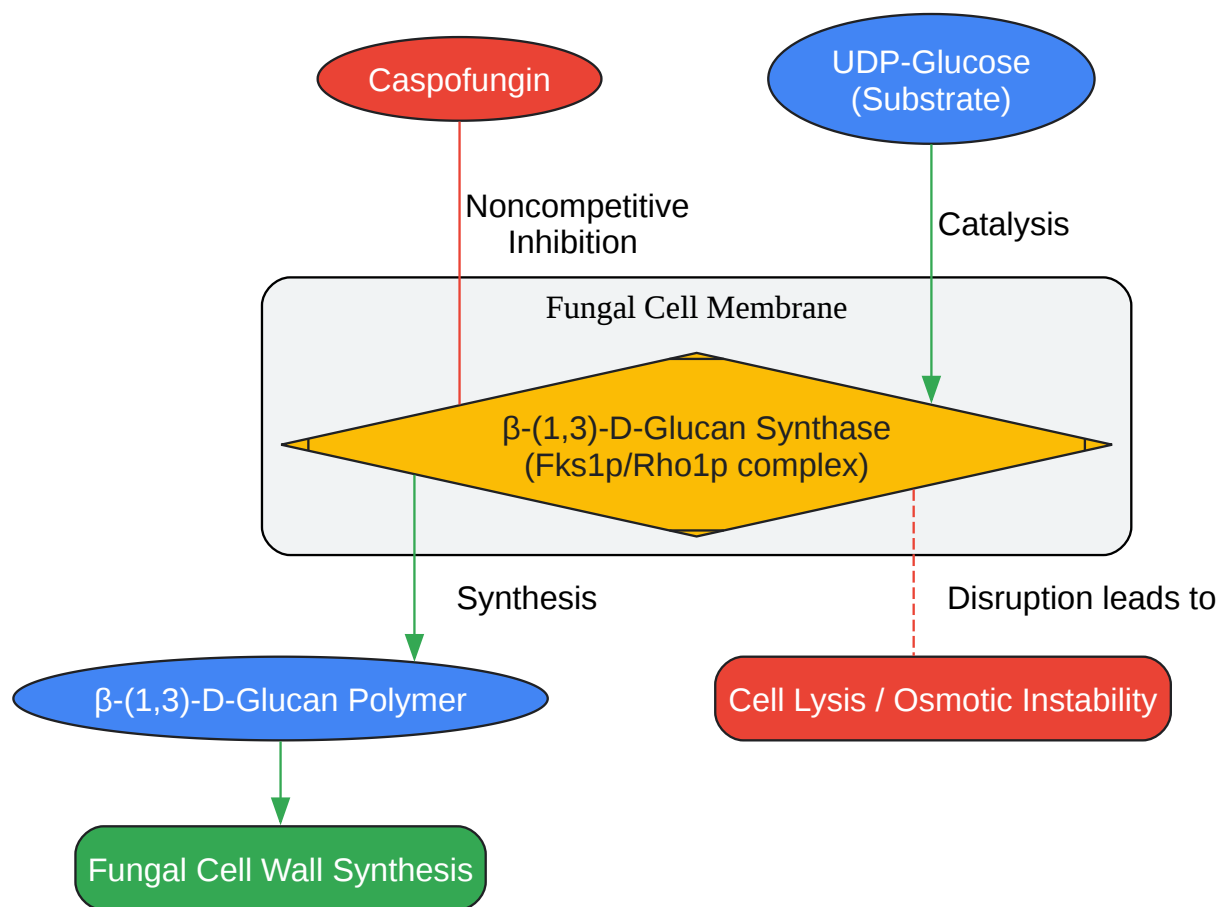 Caspofungin
UDP-Glucose
(Substrate)
Noncompetitive
Inhibition
Catalysis
Fungal Cell Membrane
β-(1,3)-D-Glucan Synthase
(Fks1p/Rho1p complex)
Synthesis
Disruption leads to
β-(1,3)-D-Glucan Polymer
Cell Lysis / Osmotic Instability
Fungal Cell Wall Synthesis